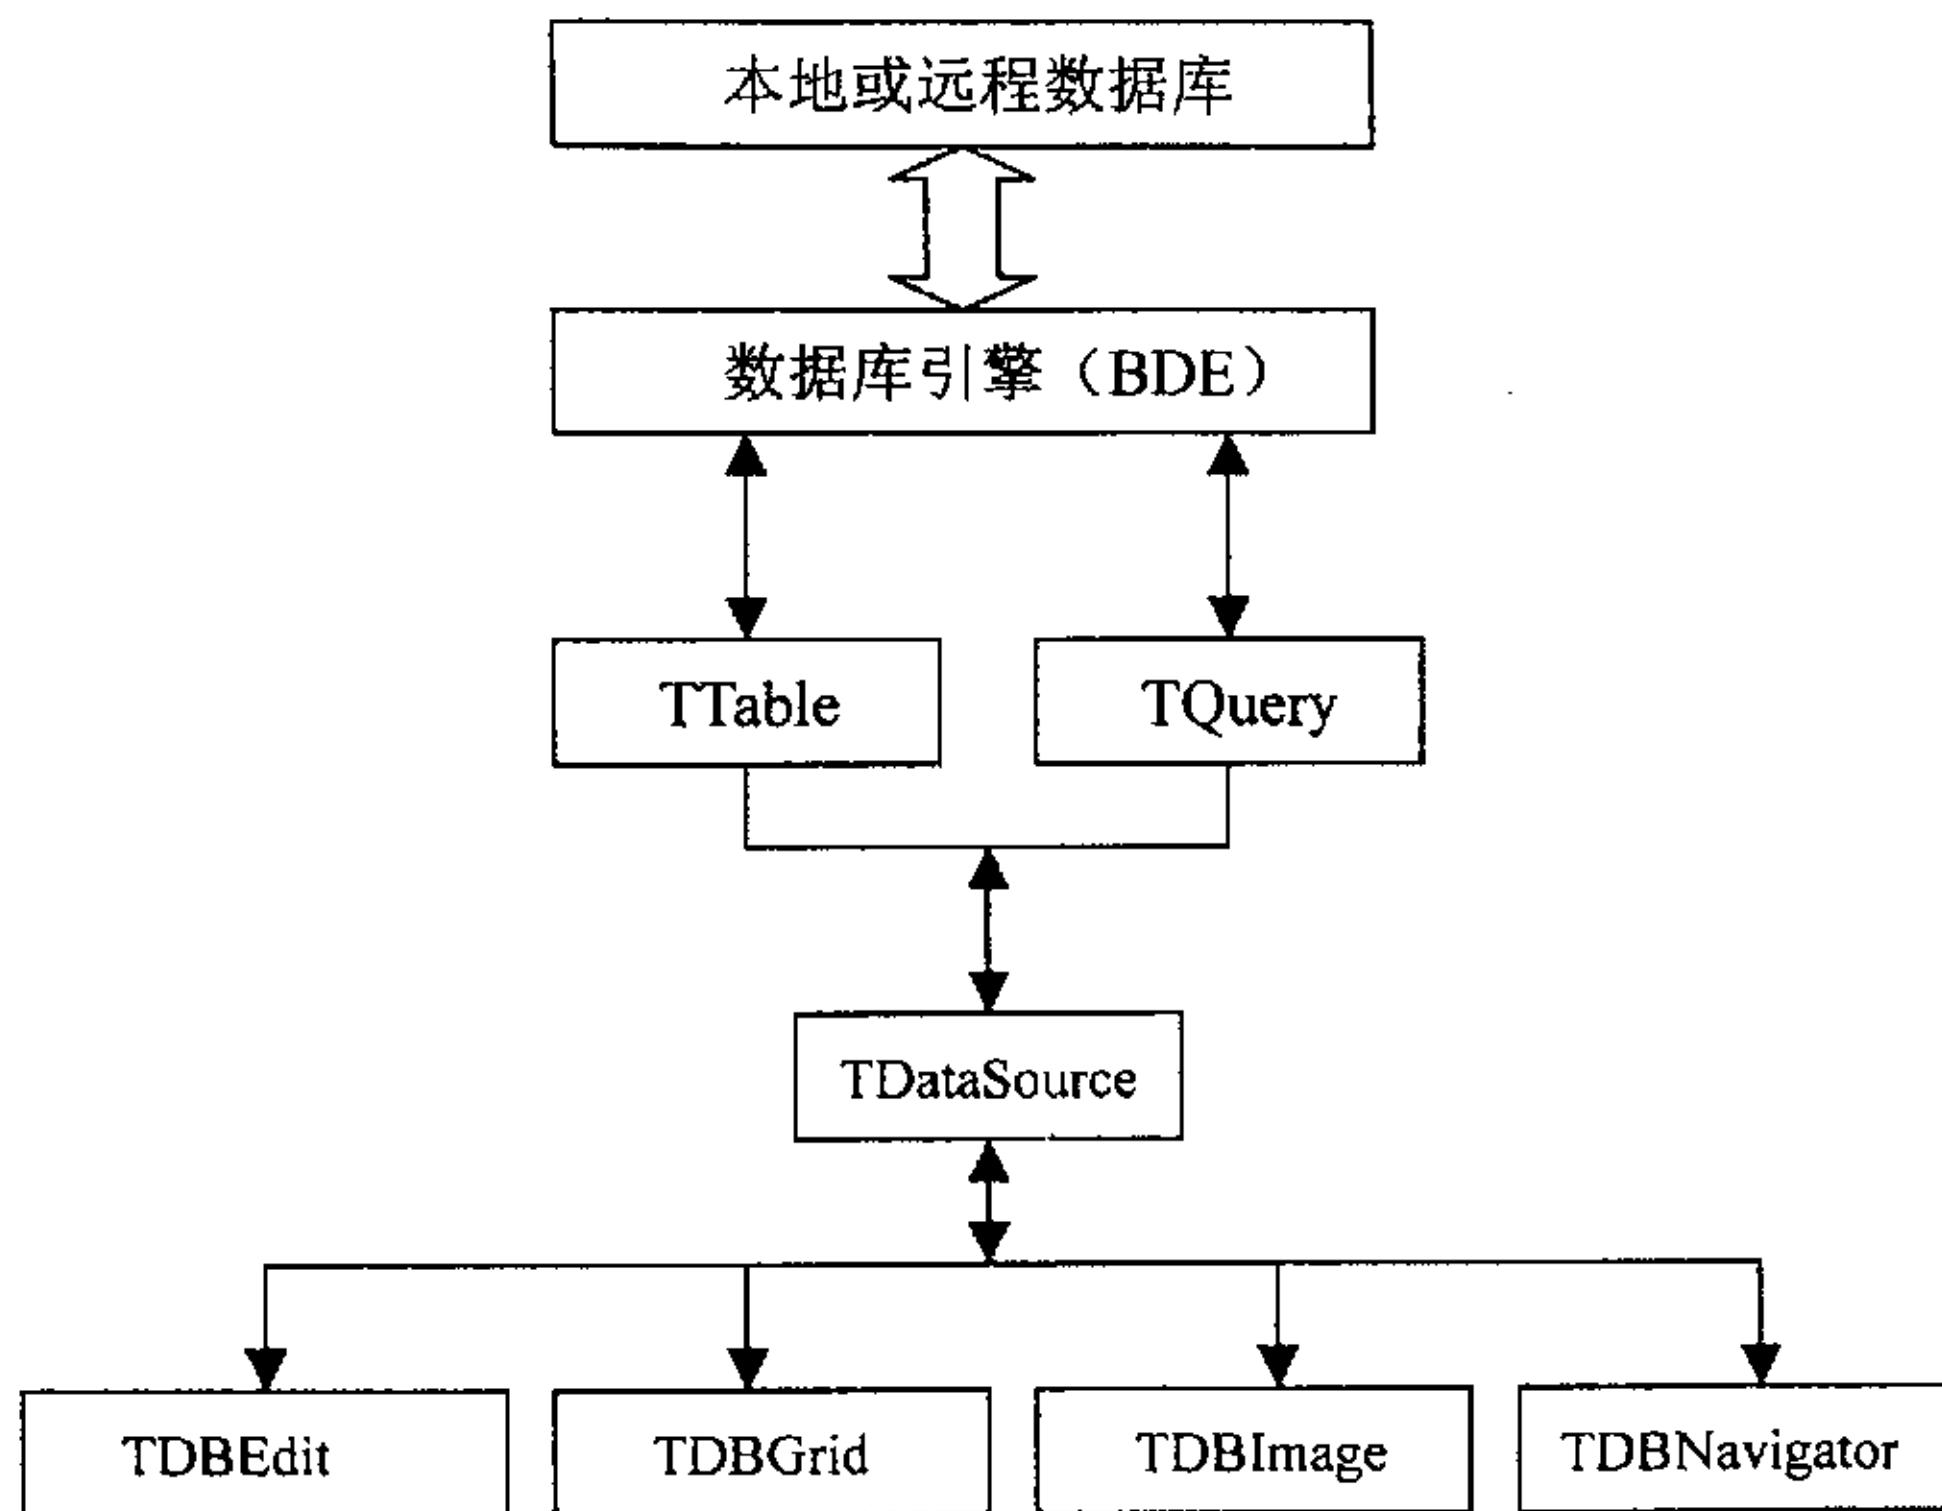 本地或远程数据库
数据库引擎（BDE）
TTable
TQuery
TDataSource
TDBEdit
TDBGrid
TDBImage
TDBNavigator